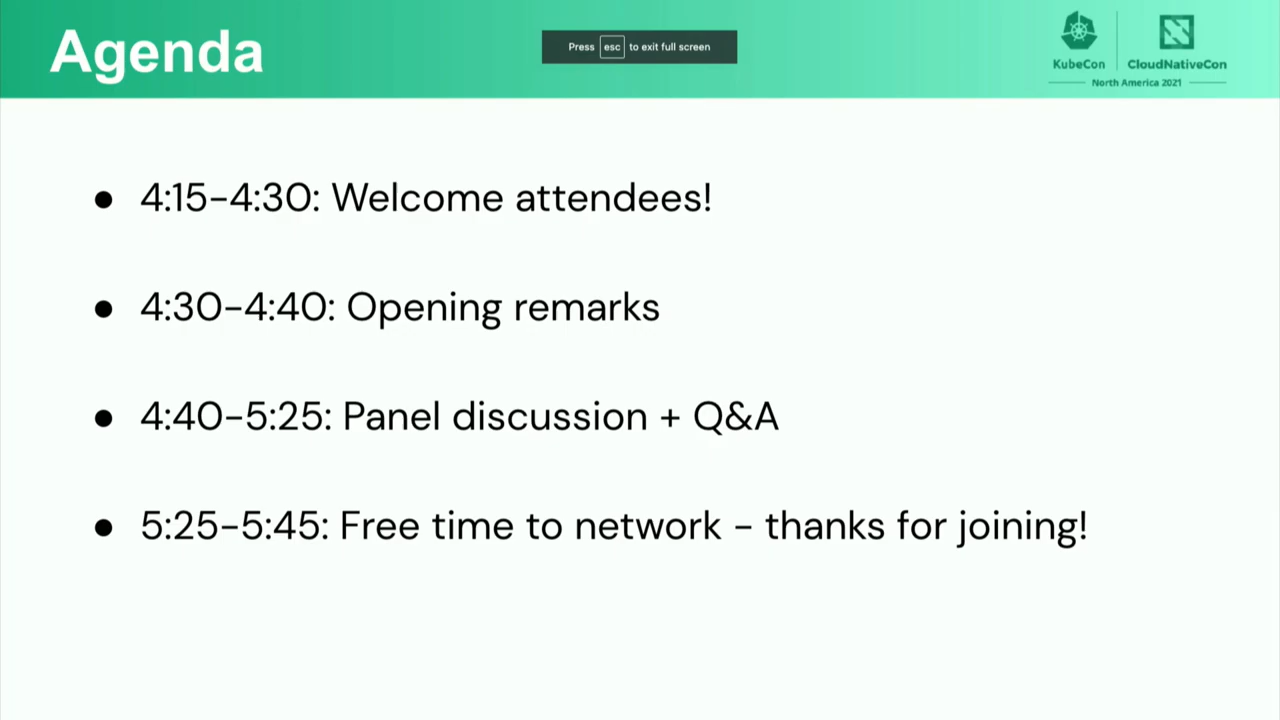 Agenda
Press esc to exit full screen
KubeCon
CloudNativeCon
North America 2021
● 4:15–4:30: Welcome attendees!
● 4:30–4:40: Opening remarks
● 4:40–5:25: Panel discussion + Q&A
● 5:25–5:45: Free time to network – thanks for joining!